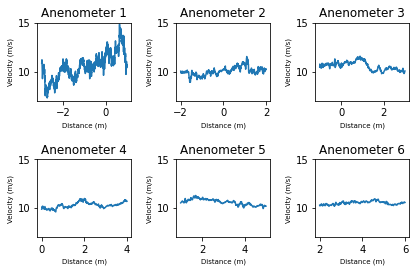 Anenometer 1
15
10
Velocity (m/s)
−2 0
Distance (m)
Anenometer 2
15
10
Velocity (m/s)
−2 0 2
Distance (m)
Anenometer 3
15
10
Velocity (m/s)
0 2
Distance (m)
Anenometer 4
15
10
Velocity (m/s)
0 2 4
Distance (m)
Anenometer 5
15
10
Velocity (m/s)
2 4
Distance (m)
Anenometer 6
15
10
Velocity (m/s)
2 4 6
Distance (m)